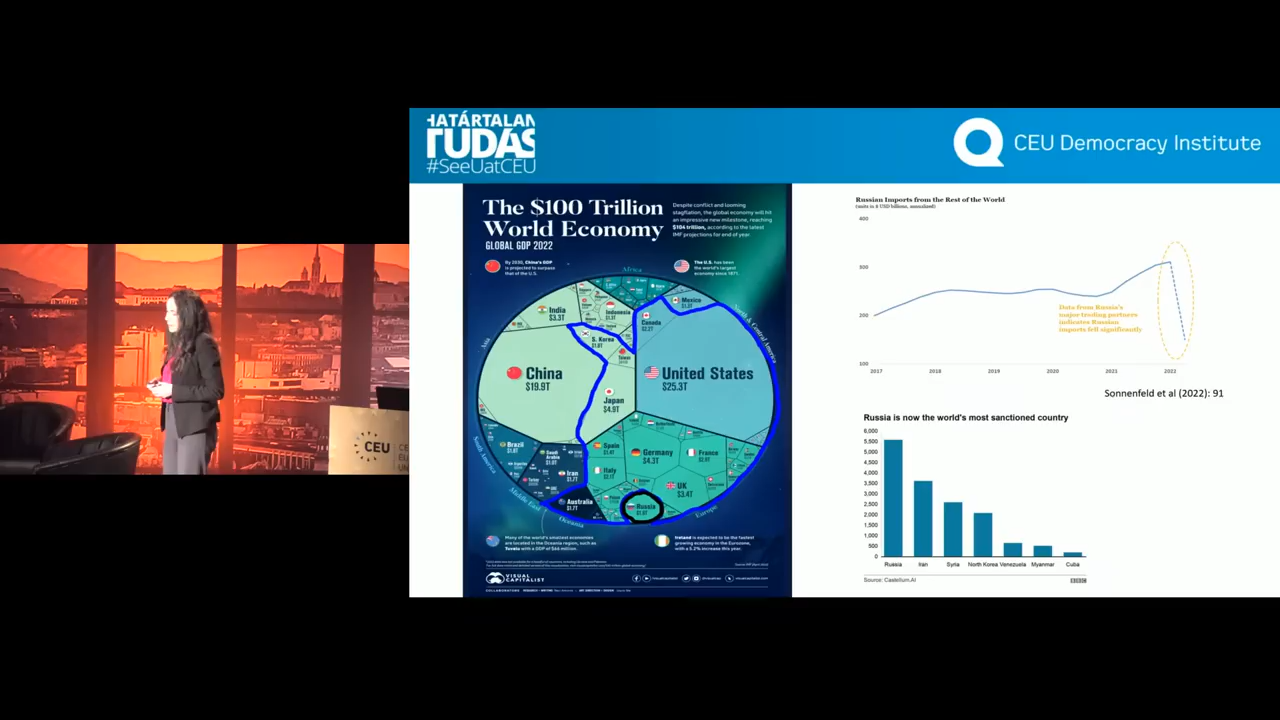 HATÁRTALAN
TUDÁS
#SeeUatCEU
CEU Democracy Institute
The $100 Trillion
World Economy
GLOBAL GDP 2022
Despite conflict and looming
stagflation, the global economy will hit
an impressive new milestone, reaching
$104 trillion, according to the latest
IMF projections for end of year.
By 2030, China's GDP
is projected to surpass
that of the U.S.
The U.S. has been
the world's largest
economy since 1871.
Africa
Asia
South America
Middle East
Oceania
Europe
India
$3.3T
Indonesia
Mexico
$1.3T
Canada
$2.2T
S. Korea
$1.8T
Taiwan
China
$19.9T
United States
$25.3T
Japan
$4.9T
Brazil
$1.8T
Saudi
Arabia
$1.0T
Spain
$1.4T
Germany
$4.3T
France
$2.9T
Iran
$1.7T
Italy
$2.1T
UK
$3.4T
Australia
$1.7T
Russia
$1.8T
Many of the world's smallest economies
are located in the Oceania region, such as
Tuvalu with a GDP of $66 million.
Ireland is expected to be the fastest
growing economy in the Eurozone,
with a 5.2% increase this year.
VISUAL
CAPITALIST
Russian Imports from the Rest of the World
(units in $ USD billions, annualized)
400
300
200
100
Data from Russia's
major trading partners
indicates Russian
imports fell significantly
2017 2018 2019 2020 2021 2022
Sonnenfeld et al (2022): 91
Russia is now the world's most sanctioned country
6,000
5,500
5,000
4,500
4,000
3,500
3,000
2,500
2,000
1,500
1,000
500
0
Russia Iran Syria North Korea Venezuela Myanmar Cuba
Source: Castellum.AI
BBC
CEU